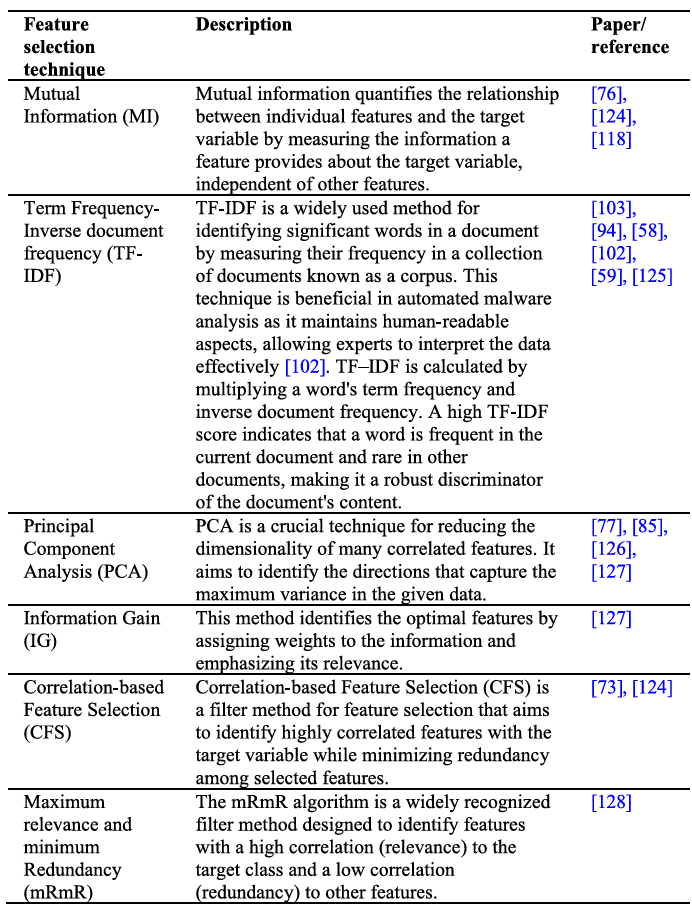 Feature
selection
technique
Description
Paper/
reference
Mutual
Information (MI)
Mutual information quantifies the relationship
between individual features and the target
variable by measuring the information a
feature provides about the target variable,
independent of other features.
[76],
[124],
[118]
Term Frequency-
Inverse document
frequency (TF-
IDF)
TF-IDF is a widely used method for
identifying significant words in a document
by measuring their frequency in a collection
of documents known as a corpus. This
technique is beneficial in automated malware
analysis as it maintains human-readable
aspects, allowing experts to interpret the data
effectively [102]. TF–IDF is calculated by
multiplying a word's term frequency and
inverse document frequency. A high TF-IDF
score indicates that a word is frequent in the
current document and rare in other
documents, making it a robust discriminator
of the document's content.
[103],
[94], [58],
[102],
[59], [125]
Principal
Component
Analysis (PCA)
PCA is a crucial technique for reducing the
dimensionality of many correlated features. It
aims to identify the directions that capture the
maximum variance in the given data.
[77], [85],
[126],
[127]
Information Gain
(IG)
This method identifies the optimal features by
assigning weights to the information and
emphasizing its relevance.
[127]
Correlation-based
Feature Selection
(CFS)
Correlation-based Feature Selection (CFS) is
a filter method for feature selection that aims
to identify highly correlated features with the
target variable while minimizing redundancy
among selected features.
[73], [124]
Maximum
relevance and
minimum
Redundancy
(mRmR)
The mRmR algorithm is a widely recognized
filter method designed to identify features
with a high correlation (relevance) to the
target class and a low correlation
(redundancy) to other features.
[128]